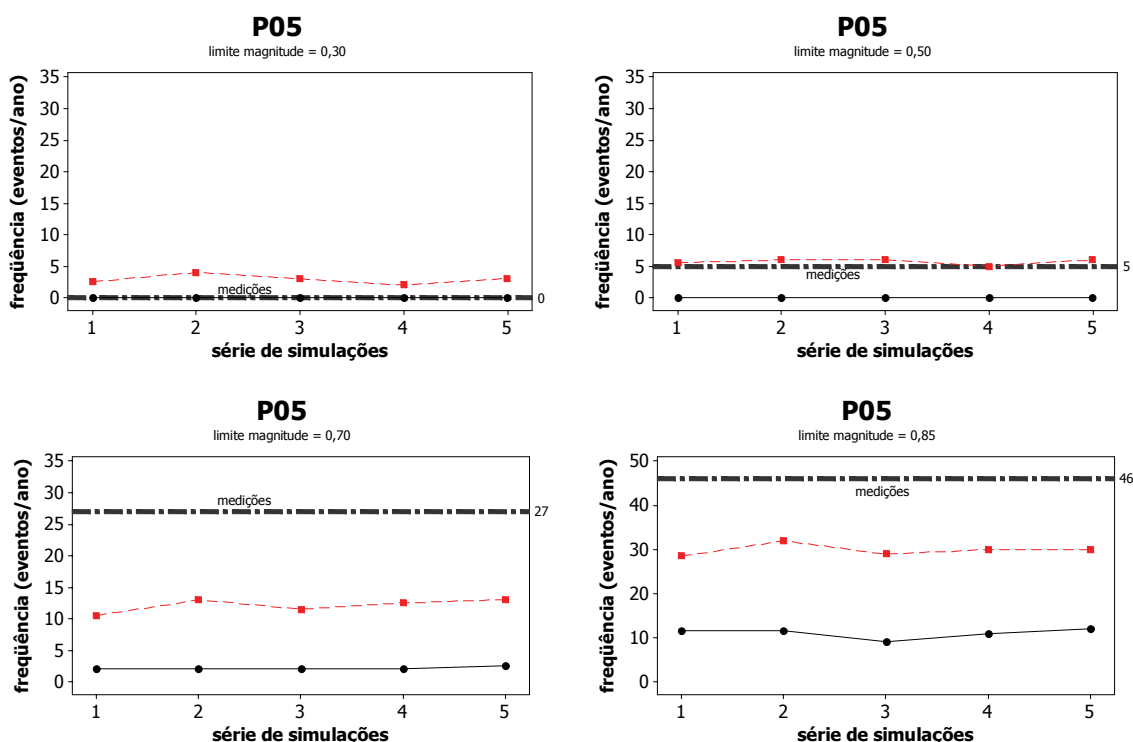 P05
limite magnitude = 0,30
freqüência (eventos/ano)
35
30
25
20
15
10
5
0
medições
0
1 2 3 4 5
série de simulações
P05
limite magnitude = 0,50
freqüência (eventos/ano)
35
30
25
20
15
10
5
0
medições
5
1 2 3 4 5
série de simulações
P05
limite magnitude = 0,70
freqüência (eventos/ano)
35
30
25
20
15
10
5
0
medições
27
1 2 3 4 5
série de simulações
P05
limite magnitude = 0,85
freqüência (eventos/ano)
50
40
30
20
10
0
medições
46
1 2 3 4 5
série de simulações